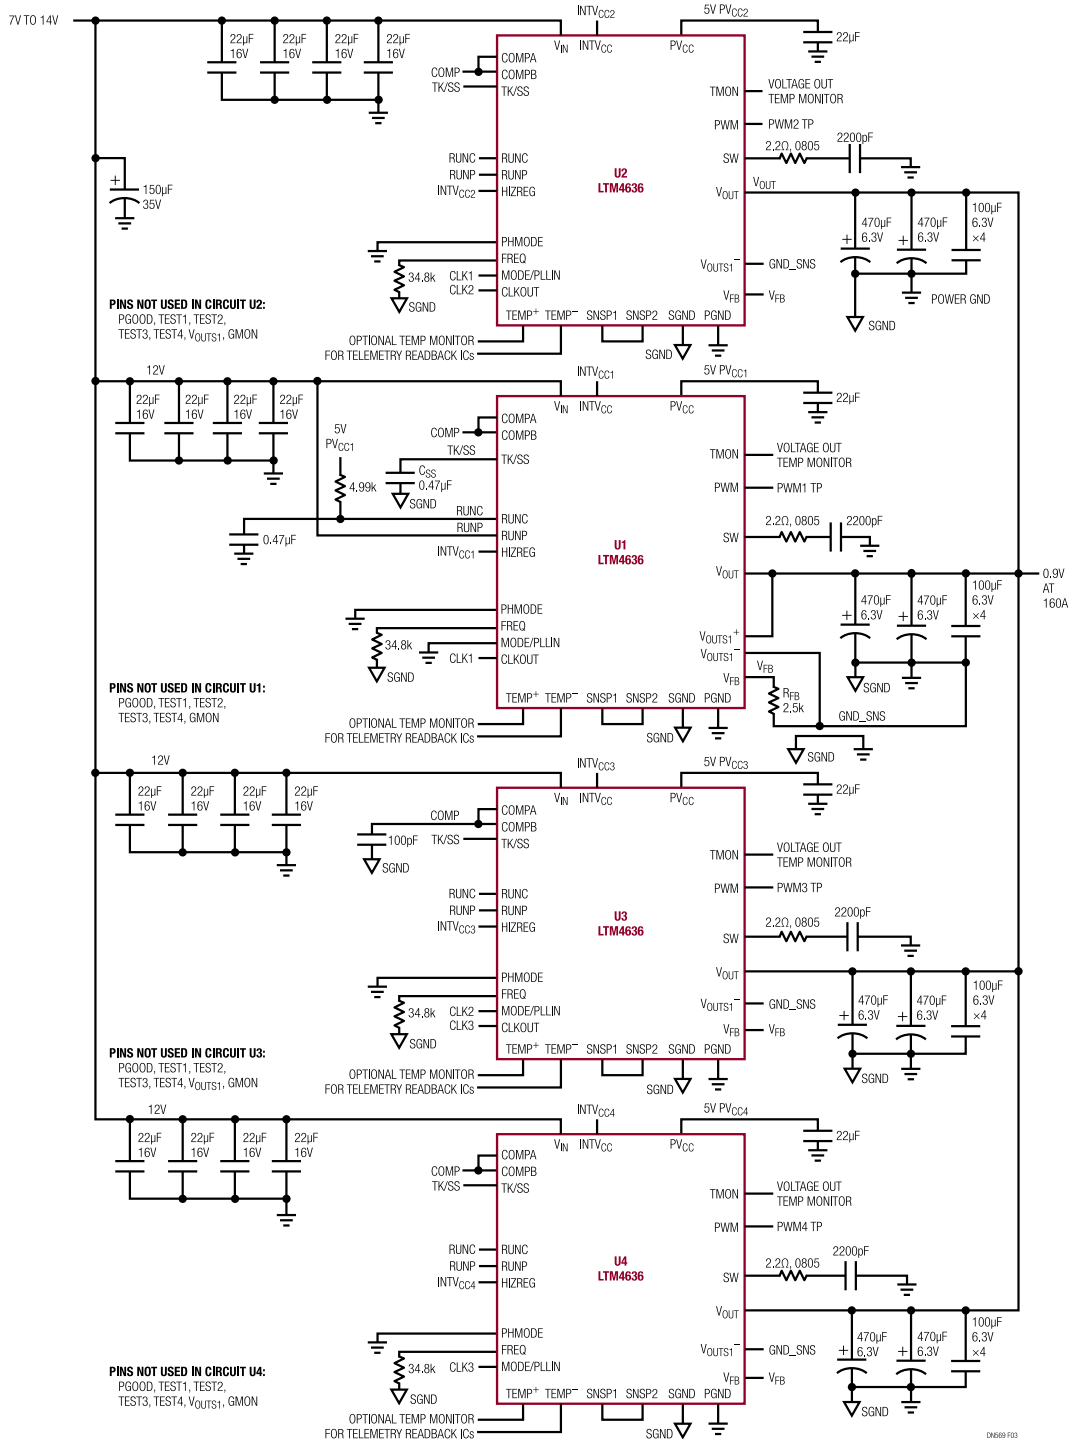 7V TO 14V
INTVCC2
5V PVCC2
22µF
16V
22µF
16V
22µF
16V
22µF
16V
22µF
VIN
INTVCC
PVCC
COMP
TK/SS
COMPA
COMPB
TK/SS
TMON
VOLTAGE OUT
TEMP MONITOR
PWM
PWM2 TP
2.2Ω, 0805
2200pF
SW
RUNC
RUNP
INTVCC2
RUNC
RUNP
HIZREG
U2
LTM4636
VOUT
VOUT
150µF
35V
470µF
6.3V
470µF
6.3V
100µF
6.3V
×4
PHMODE
FREQ
MODE/PLLIN
CLKOUT
34.8k
SGND
CLK1
CLK2
VOUTS1–
GND_SNS
VFB
VFB
POWER GND
SGND
PINS NOT USED IN CIRCUIT U2:
PGOOD, TEST1, TEST2,
TEST3, TEST4, VOUTS1, GMON
TEMP+
TEMP–
SNSP1
SNSP2
SGND
PGND
OPTIONAL TEMP MONITOR
FOR TELEMETRY READBACK ICs
SGND
12V
INTVCC1
5V PVCC1
22µF
16V
22µF
16V
22µF
16V
22µF
16V
22µF
VIN
INTVCC
PVCC
COMP
COMPA
COMPB
TK/SS
TK/SS
5V
PVCC1
4.99k
CSS
0.47µF
SGND
TMON
VOLTAGE OUT
TEMP MONITOR
PWM
PWM1 TP
RUNC
RUNP
RUNC
RUNP
0.47µF
INTVCC1
HIZREG
U1
LTM4636
2.2Ω, 0805
2200pF
SW
VOUT
0.9V
AT
160A
470µF
6.3V
470µF
6.3V
100µF
6.3V
×4
PHMODE
FREQ
MODE/PLLIN
CLKOUT
34.8k
SGND
CLK1
VOUTS1+
VOUTS1–
VFB
VFB
RFB
2.5k
SGND
GND_SNS
SGND
PINS NOT USED IN CIRCUIT U1:
PGOOD, TEST1, TEST2,
TEST3, TEST4, GMON
TEMP+
TEMP–
SNSP1
SNSP2
SGND
PGND
OPTIONAL TEMP MONITOR
FOR TELEMETRY READBACK ICs
SGND
12V
INTVCC3
5V PVCC3
22µF
16V
22µF
16V
22µF
16V
22µF
16V
22µF
VIN
INTVCC
PVCC
COMP
100pF
SGND
TK/SS
COMPA
COMPB
TK/SS
TMON
VOLTAGE OUT
TEMP MONITOR
PWM
PWM3 TP
RUNC
RUNP
INTVCC3
RUNC
RUNP
HIZREG
U3
LTM4636
2.2Ω, 0805
2200pF
SW
VOUT
470µF
6.3V
470µF
6.3V
100µF
6.3V
×4
PHMODE
FREQ
MODE/PLLIN
CLKOUT
34.8k
SGND
CLK2
CLK3
VOUTS1–
GND_SNS
VFB
VFB
SGND
PINS NOT USED IN CIRCUIT U3:
PGOOD, TEST1, TEST2,
TEST3, TEST4, VOUTS1, GMON
TEMP+
TEMP–
SNSP1
SNSP2
SGND
PGND
OPTIONAL TEMP MONITOR
FOR TELEMETRY READBACK ICs
SGND
12V
INTVCC4
5V PVCC4
22µF
16V
22µF
16V
22µF
16V
22µF
16V
22µF
VIN
INTVCC
PVCC
COMP
TK/SS
COMPA
COMPB
TK/SS
TMON
VOLTAGE OUT
TEMP MONITOR
PWM
PWM4 TP
RUNC
RUNP
INTVCC4
RUNC
RUNP
HIZREG
U4
LTM4636
2.2Ω, 0805
2200pF
SW
VOUT
470µF
6.3V
470µF
6.3V
100µF
6.3V
×4
PHMODE
FREQ
MODE/PLLIN
34.8k
SGND
CLK3
VOUTS1–
GND_SNS
VFB
VFB
SGND
PINS NOT USED IN CIRCUIT U4:
PGOOD, TEST1, TEST2,
TEST3, TEST4, VOUTS1, GMON
TEMP+
TEMP–
SNSP1
SNSP2
SGND
PGND
OPTIONAL TEMP MONITOR
FOR TELEMETRY READBACK ICs
SGND
DN569 F03